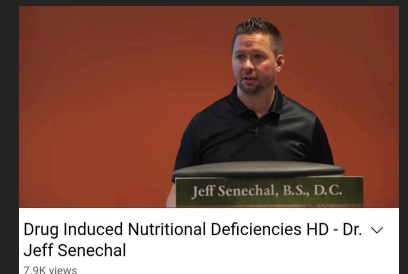 Jeff Senechal, B.S., D.C.
Drug Induced Nutritional Deficiencies HD - Dr.
Jeff Senechal
7.9K views